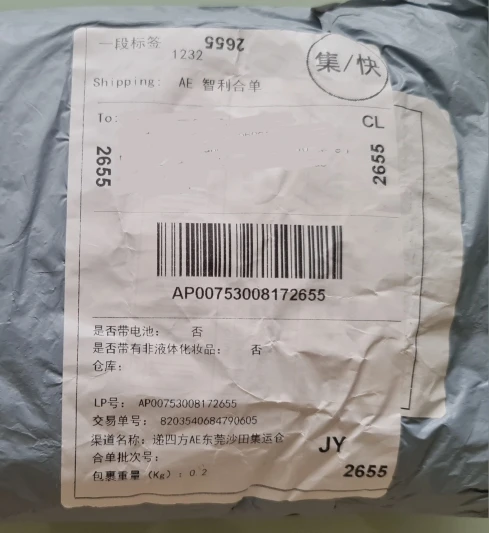 一段标签
2655
1232
集/快
Shipping: AE 智利合单
To:
CL
2655
2655
AP00753008172655
是否带电池: 否
是否带有非液体化妆品: 否
仓库:
LP号: AP00753008172655
交易单号: 8203540684790605
渠道名称: 递四方AE东莞沙田集运仓
合单批次号:
JY
包裹重量(Kg): 0.2
2655